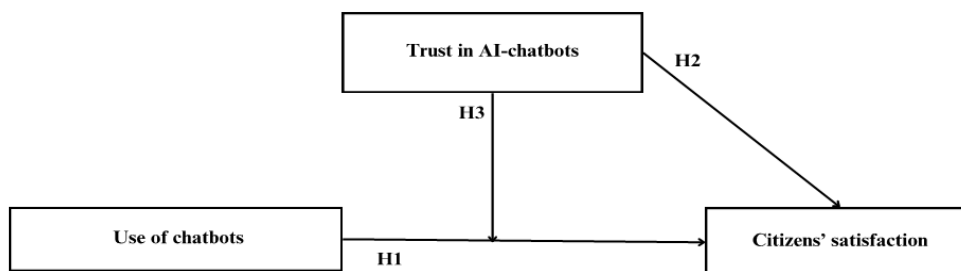 Trust in AI-chatbots
H2
H3
Use of chatbots
Citizens’ satisfaction
H1